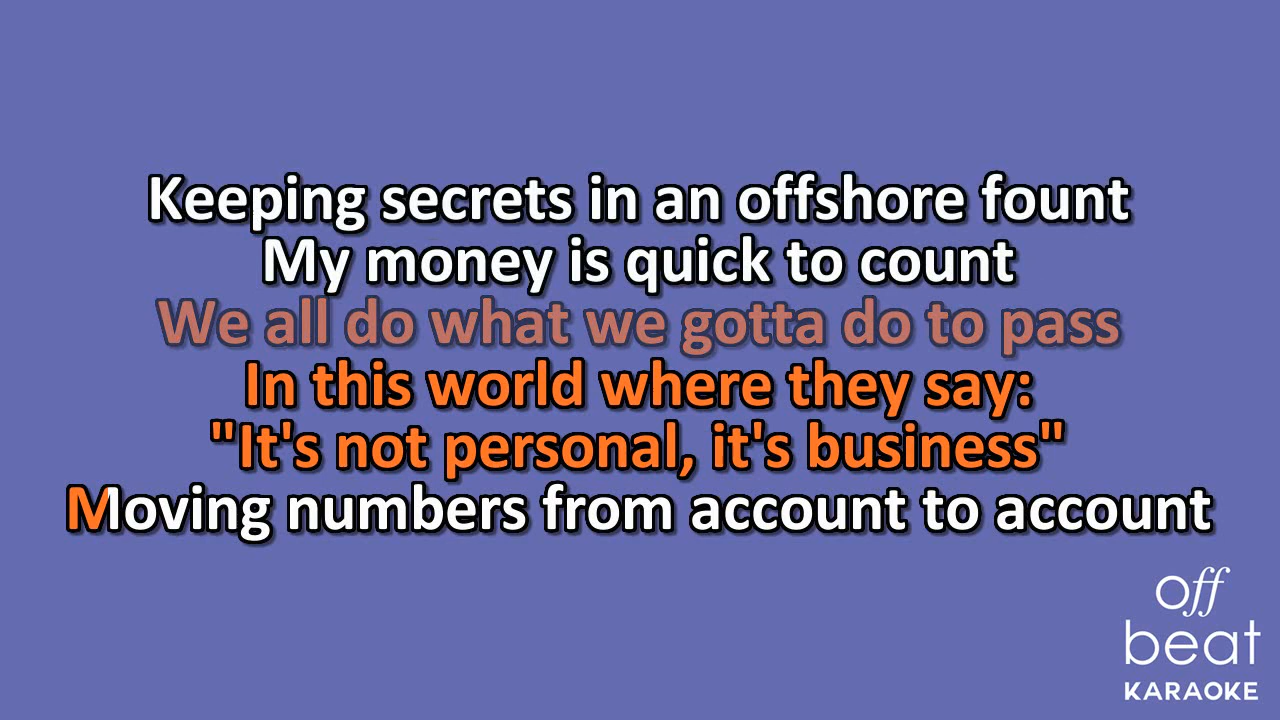 Keeping secrets in an offshore fount
My money is quick to count
We all do what we gotta do to pass
In this world where they say:
"It's not personal, it's business"
Moving numbers from account to account
off
beat
KARAOKE